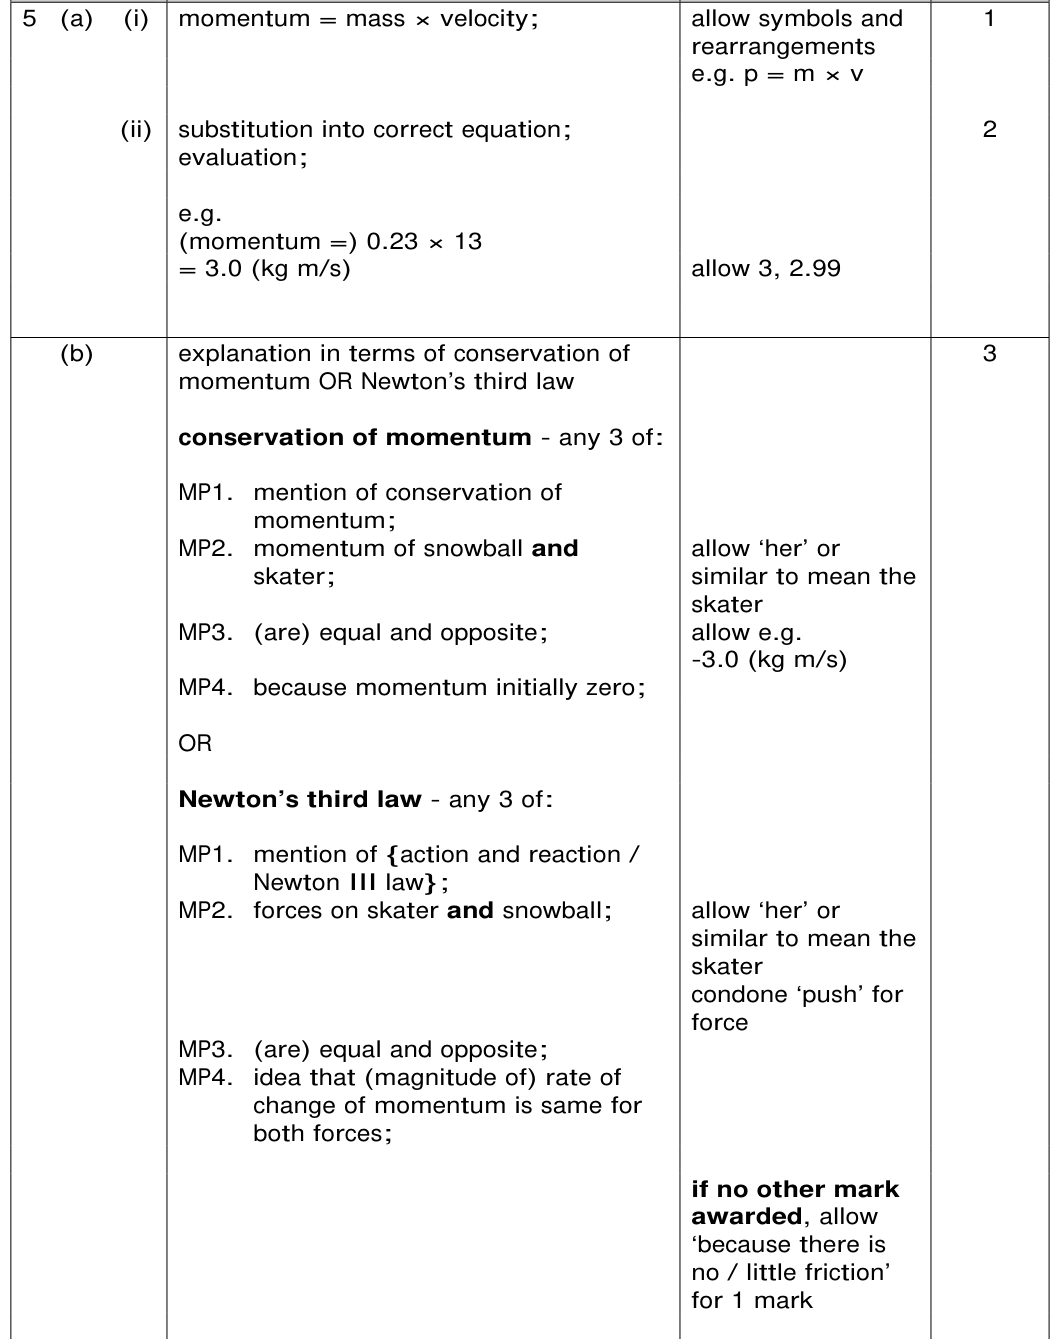 5 (a) (i) momentum = mass × velocity; allow symbols and 1
rearrangements
e.g. p = m × v
(ii) substitution into correct equation; 2
evaluation;
e.g.
(momentum =) 0.23 × 13
= 3.0 (kg m/s) allow 3, 2.99
(b) explanation in terms of conservation of 3
momentum OR Newton’s third law
conservation of momentum - any 3 of:
MP1. mention of conservation of
momentum;
MP2. momentum of snowball and allow ‘her’ or
skater; similar to mean the
skater
MP3. (are) equal and opposite; allow e.g.
-3.0 (kg m/s)
MP4. because momentum initially zero;
OR
Newton’s third law - any 3 of:
MP1. mention of {action and reaction /
Newton III law};
MP2. forces on skater and snowball; allow ‘her’ or
similar to mean the
skater
condone ‘push’ for
force
MP3. (are) equal and opposite;
MP4. idea that (magnitude of) rate of
change of momentum is same for
both forces;
if no other mark
awarded, allow
‘because there is
no / little friction’
for 1 mark